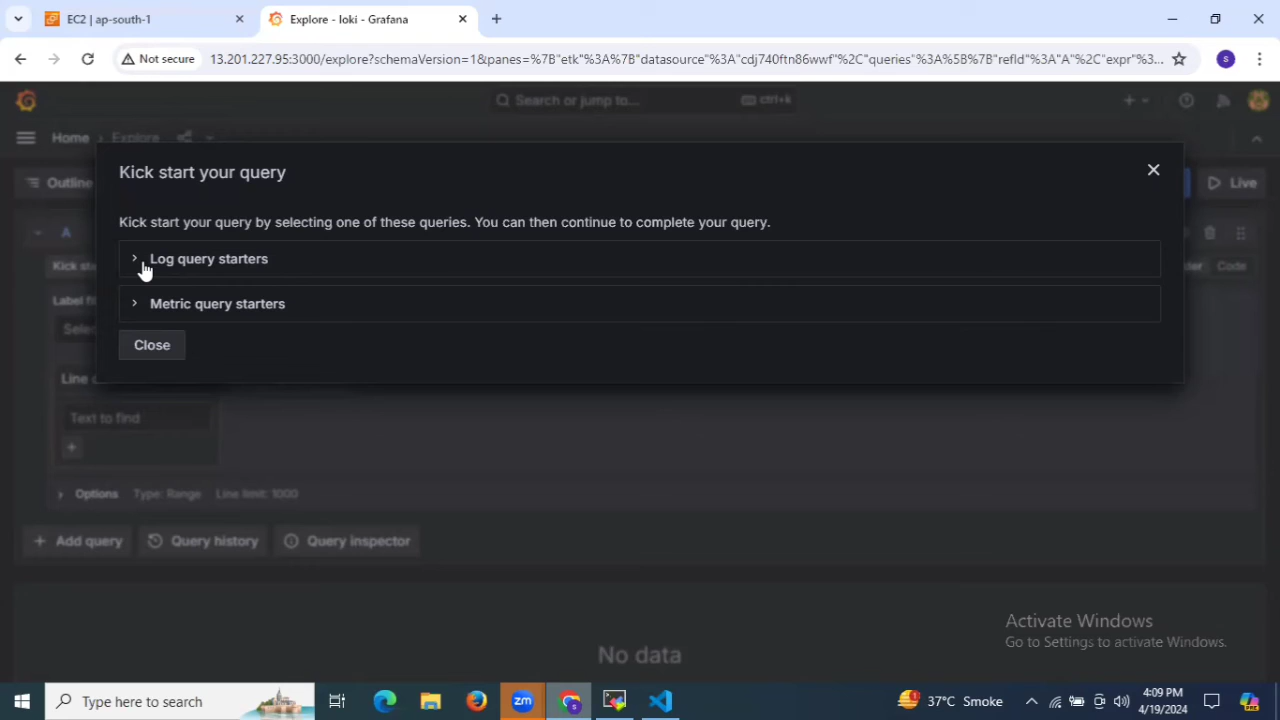 EC2 | ap-south-1
Explore - loki - Grafana
Not secure
13.201.227.95:3000/explore?schemaVersion=1&panes=%7B"etk"%3A%7B"datasource"%3A"cdj740ftn86wwf"%2C"queries"%3A%5B%7B"refId"%3A"A"%2C"expr"%3...
S
Search or jump to...
ctrl+k
Home > Explore
Outline
Live
Kick start your query
Kick start your query by selecting one of these queries. You can then continue to complete your query.
Log query starters
Metric query starters
Close
A
Code
Text to find
Options Type: Range Line limit: 1000
+ Add query
Query history
Query inspector
No data
Activate Windows
Go to Settings to activate Windows.
Type here to search
zm
37°C Smoke
4:09 PM
4/19/2024
PRE